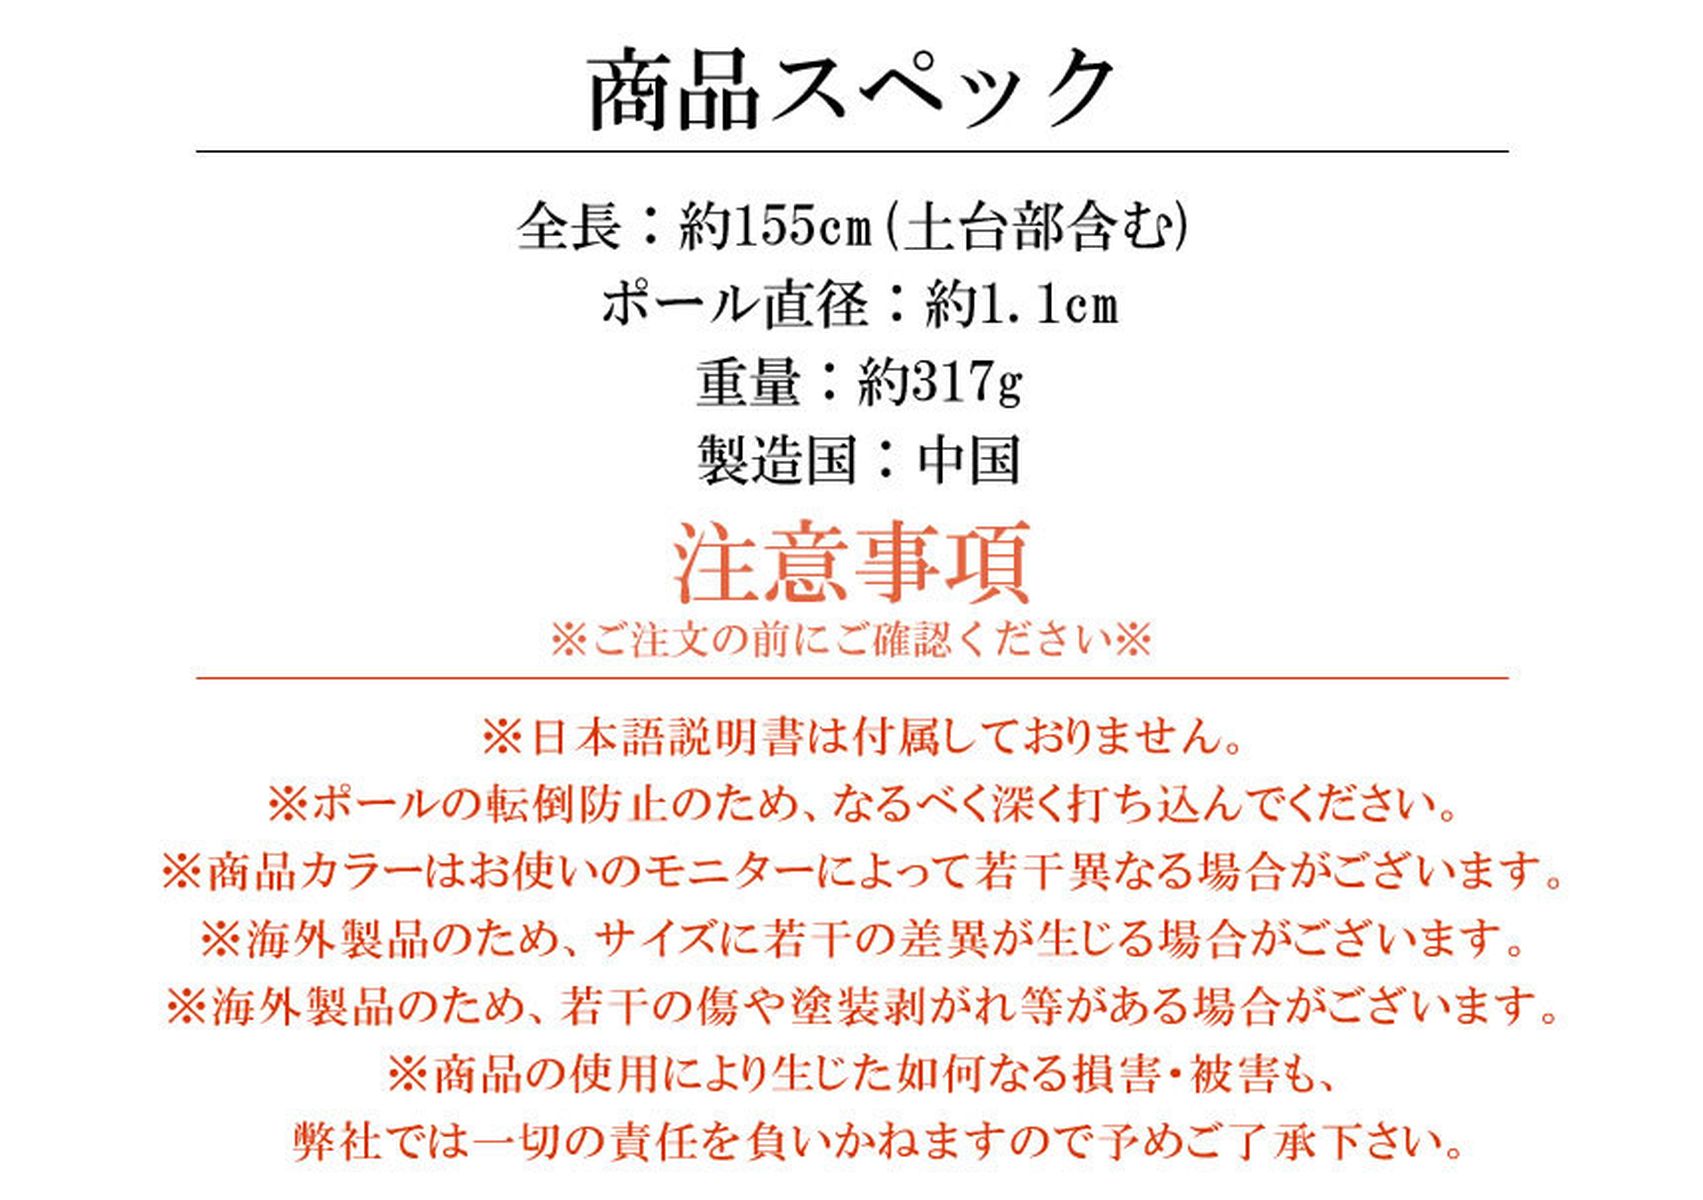 商品スペック
全長：約155cm(土台部含む)
ポール直径：約1.1cm
重量：約317g
製造国：中国
注意事項
※ご注文の前にご確認ください※
※日本語説明書は付属しておりません。
※ポールの転倒防止のため、なるべく深く打ち込んでください。
※商品カラーはお使いのモニターによって若干異なる場合がございます。
※海外製品のため、サイズに若干の差異が生じる場合がございます。
※海外製品のため、若干の傷や塗装剥がれ等がある場合がございます。
※商品の使用により生じた如何なる損害・被害も、
弊社では一切の責任を負いかねますので予めご了承下さい。